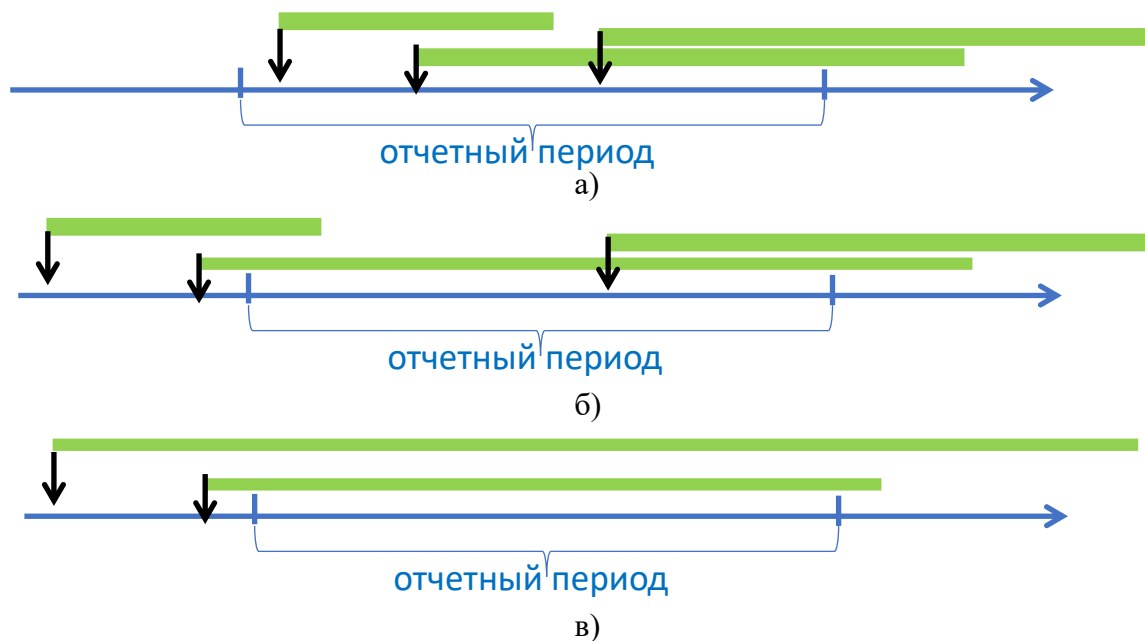 отчетный период
а)
отчетный период
б)
отчетный период
в)